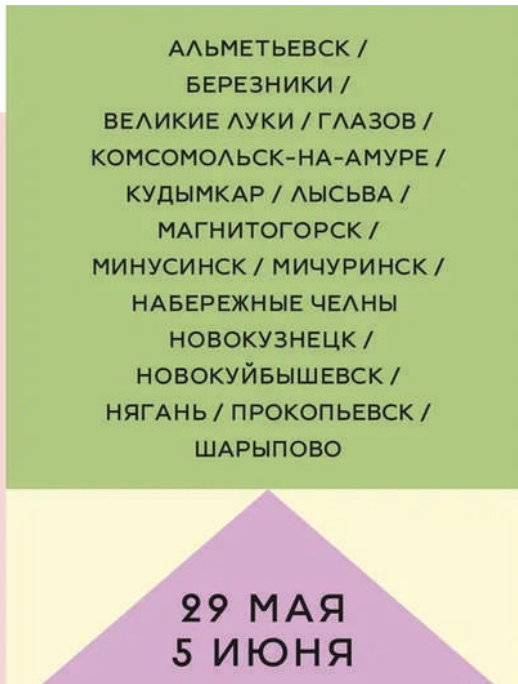 АЛЬМЕТЬЕВСК /
БЕРЕЗНИКИ /
ВЕЛИКИЕ ЛУКИ / ГЛАЗОВ /
КОМСОМОЛЬСК-НА-АМУРЕ /
КУДЫМКАР / ЛЫСЬВА /
МАГНИТОГОРСК /
МИНУСИНСК / МИЧУРИНСК /
НАБЕРЕЖНЫЕ ЧЕЛНЫ
НОВОКУЗНЕЦК /
НОВОКУЙБЫШЕВСК /
НЯГАНЬ / ПРОКОПЬЕВСК /
ШАРЫПОВО
29 МАЯ
5 ИЮНЯ